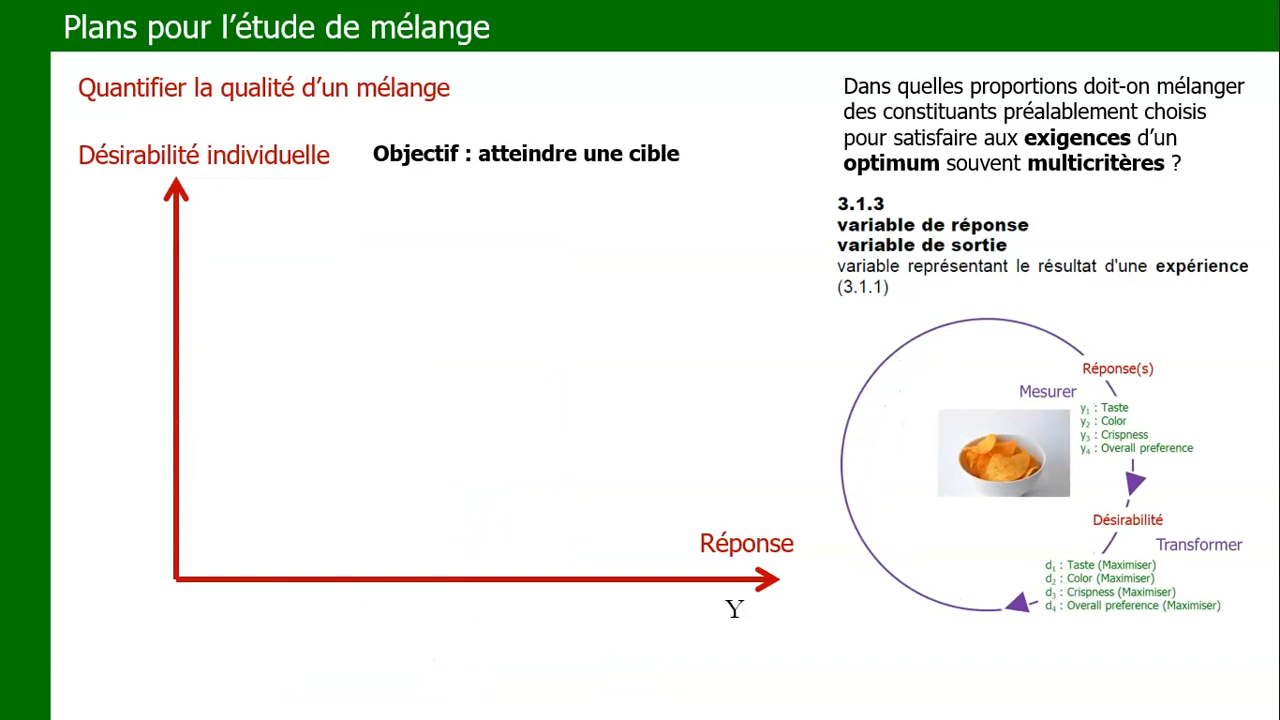 Plans pour l’étude de mélange
Quantifier la qualité d’un mélange
Désirabilité individuelle
Objectif : atteindre une cible
Réponse
Y
Dans quelles proportions doit-on mélanger
des constituants préalablement choisis
pour satisfaire aux exigences d’un
optimum souvent multicritères ?
3.1.3
variable de réponse
variable de sortie
variable représentant le résultat d'une expérience
(3.1.1)
Réponse(s)
Mesurer
y₁ : Taste
y₂ : Color
y₃ : Crispness
y₄ : Overall preference
Désirabilité
Transformer
d₁ : Taste (Maximiser)
d₂ : Color (Maximiser)
d₃ : Crispness (Maximiser)
d₄ : Overall preference (Maximiser)